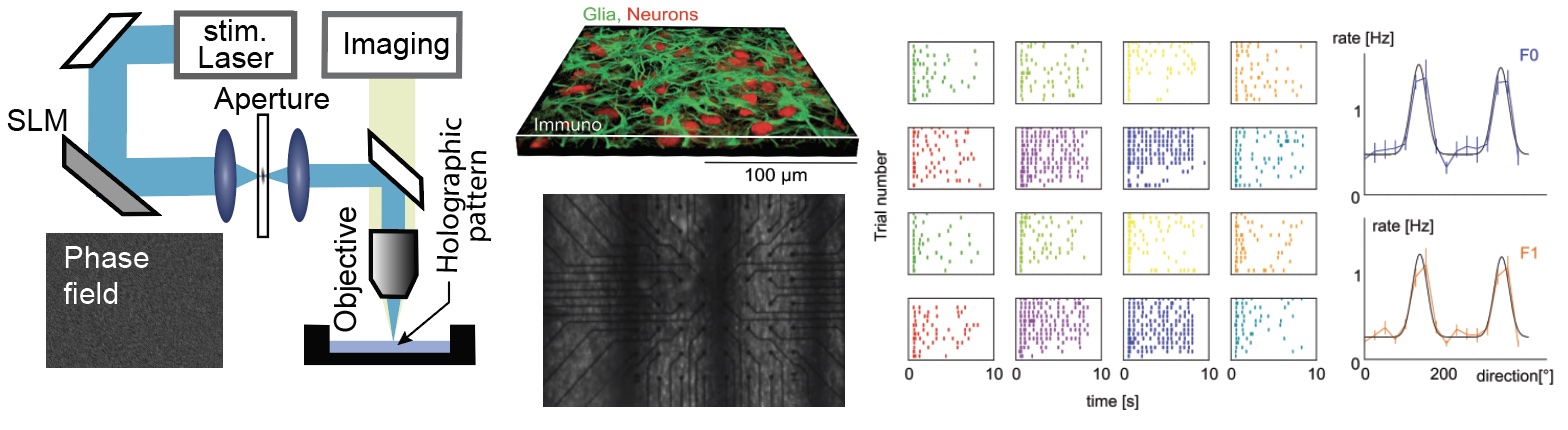 stim.
Laser
Imaging
SLM
Aperture
Phase
field
Objective
Holographic
pattern
Glia, Neurons
Immuno
100 µm
Trial number
0 10 0 10 0 10 0 10
time [s]
rate [Hz]
F0
1
0
rate [Hz]
F1
1
0
0 200 direction[°]